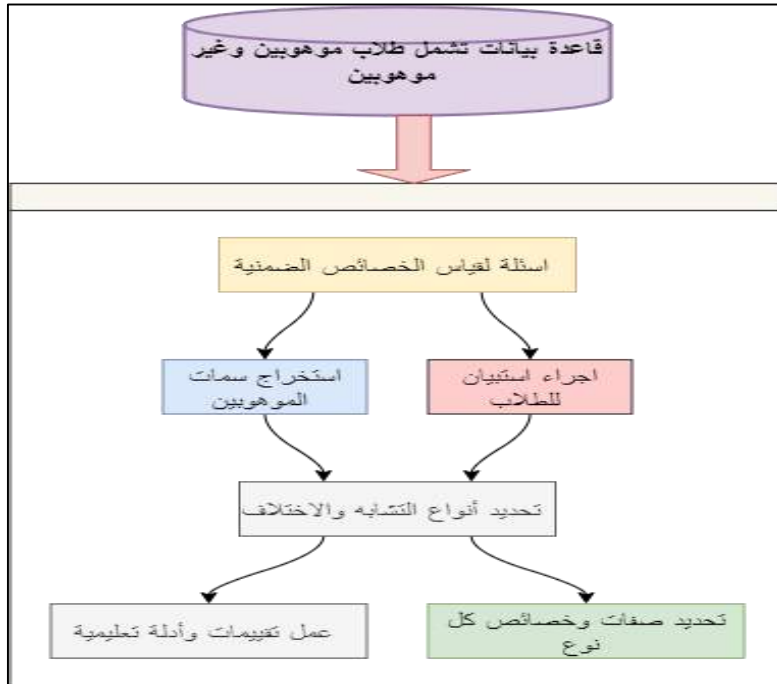 قاعدة بيانات تشمل طلاب موهوبين وغير
موهوبين
اسئلة لقياس الخصائص الضمنية
اجراء استبيان
للطلاب
استخراج سمات
الموهوبين
تحديد أنواع التشابه والاختلاف
تحديد صفات وخصائص كل
نوع
عمل تقييمات وأدلة تعليمية